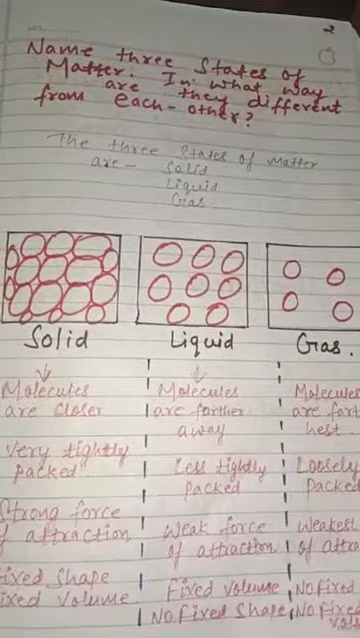 Name three States of
Matter. In what way
are they different
from each-other?
The three States of Matter
are - Solid
Liquid
Gas.
Solid
Liquid
Gas.
Molecules
are closer
Very tightly
packed
Strong force
of attraction
Fixed Shape
Fixed volume
Molecules
are farther
away
Less tightly
packed
Weak force
of attraction
Fixed volume
No fixed Shape
Molecules
are fart
hest.
Loosely
Packed
Weakest
of attra
No fixed
No fixed